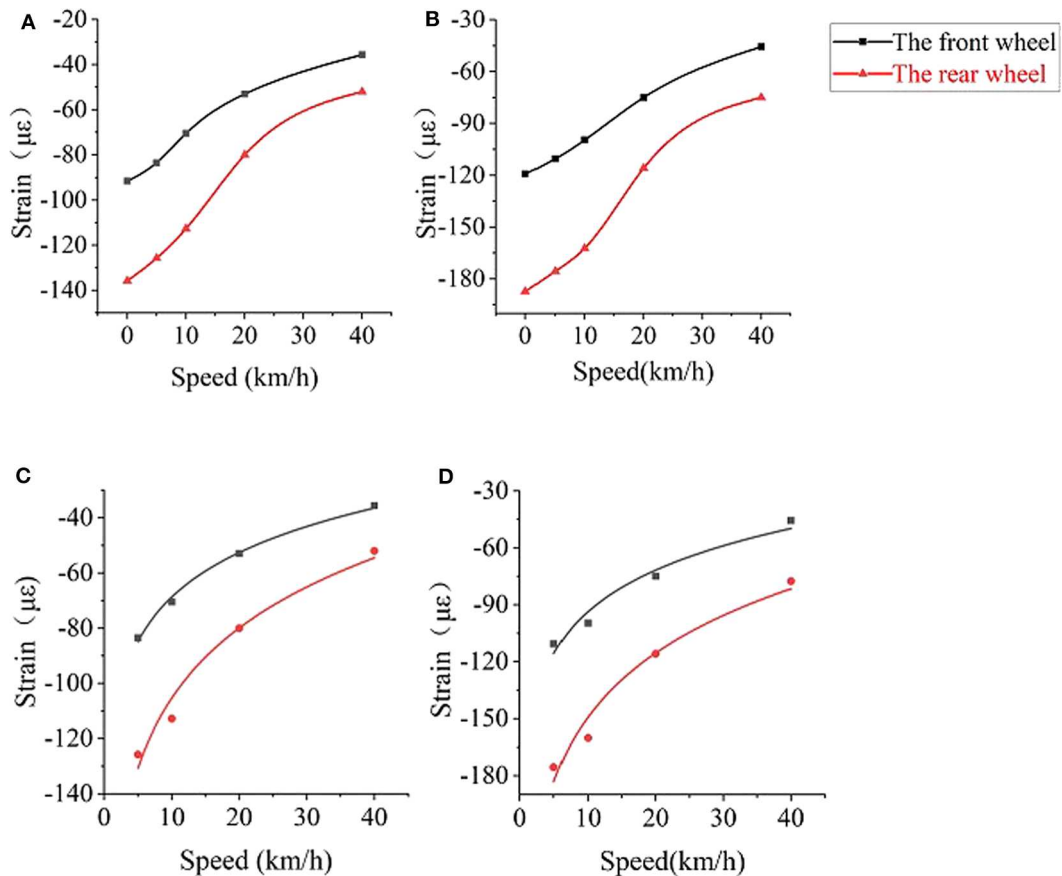 A
-20
-40
-60
-80
-100
-120
-140
Strain（με）
0 10 20 30 40
Speed (km/h)
B
-30
-60
-90
-120
-150
-180
Strain（με）
0 10 20 30 40
Speed(km/h)
The front wheel
The rear wheel
C
-40
-60
-80
-100
-120
-140
Strain (με)
0 10 20 30 40
Speed (km/h)
D
-30
-60
-90
-120
-150
-180
Strain（με）
0 10 20 30 40
Speed(km/h)